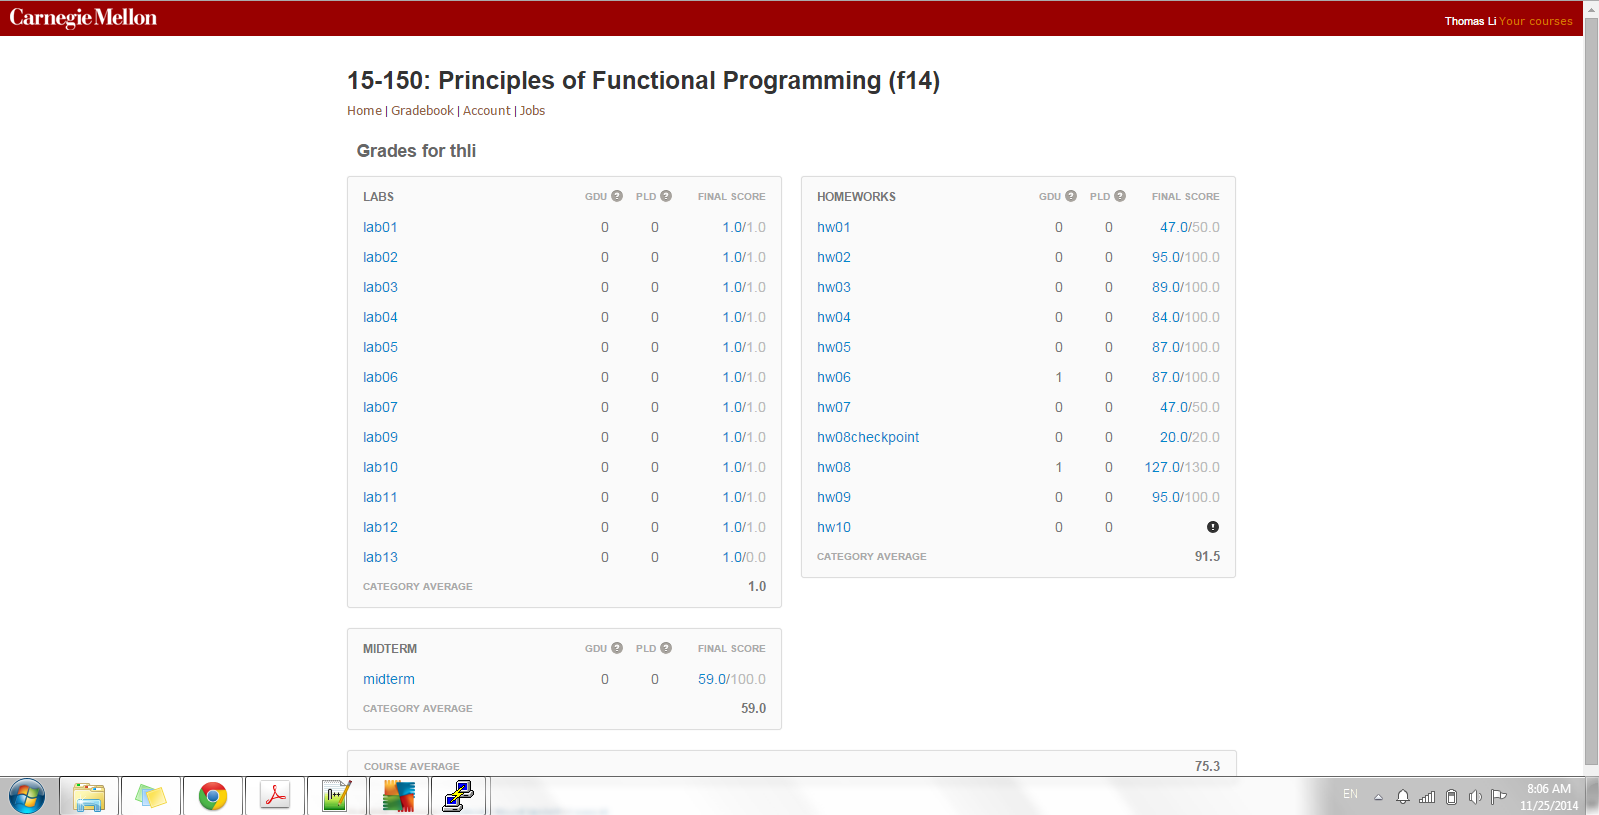 Carnegie Mellon
Thomas Li Your courses
15-150: Principles of Functional Programming (f14)
Home | Gradebook | Account | Jobs
Grades for thli
LABS GDU ? PLD ? FINAL SCORE
lab01 0 0 1.0/1.0
lab02 0 0 1.0/1.0
lab03 0 0 1.0/1.0
lab04 0 0 1.0/1.0
lab05 0 0 1.0/1.0
lab06 0 0 1.0/1.0
lab07 0 0 1.0/1.0
lab09 0 0 1.0/1.0
lab10 0 0 1.0/1.0
lab11 0 0 1.0/1.0
lab12 0 0 1.0/1.0
lab13 0 0 1.0/0.0
CATEGORY AVERAGE 1.0
HOMEWORKS GDU ? PLD ? FINAL SCORE
hw01 0 0 47.0/50.0
hw02 0 0 95.0/100.0
hw03 0 0 89.0/100.0
hw04 0 0 84.0/100.0
hw05 0 0 87.0/100.0
hw06 1 0 87.0/100.0
hw07 0 0 47.0/50.0
hw08checkpoint 0 0 20.0/20.0
hw08 1 0 127.0/130.0
hw09 0 0 95.0/100.0
hw10 0 0 !
CATEGORY AVERAGE 91.5
MIDTERM GDU ? PLD ? FINAL SCORE
midterm 0 0 59.0/100.0
CATEGORY AVERAGE 59.0
COURSE AVERAGE 75.3
EN
8:06 AM
11/25/2014